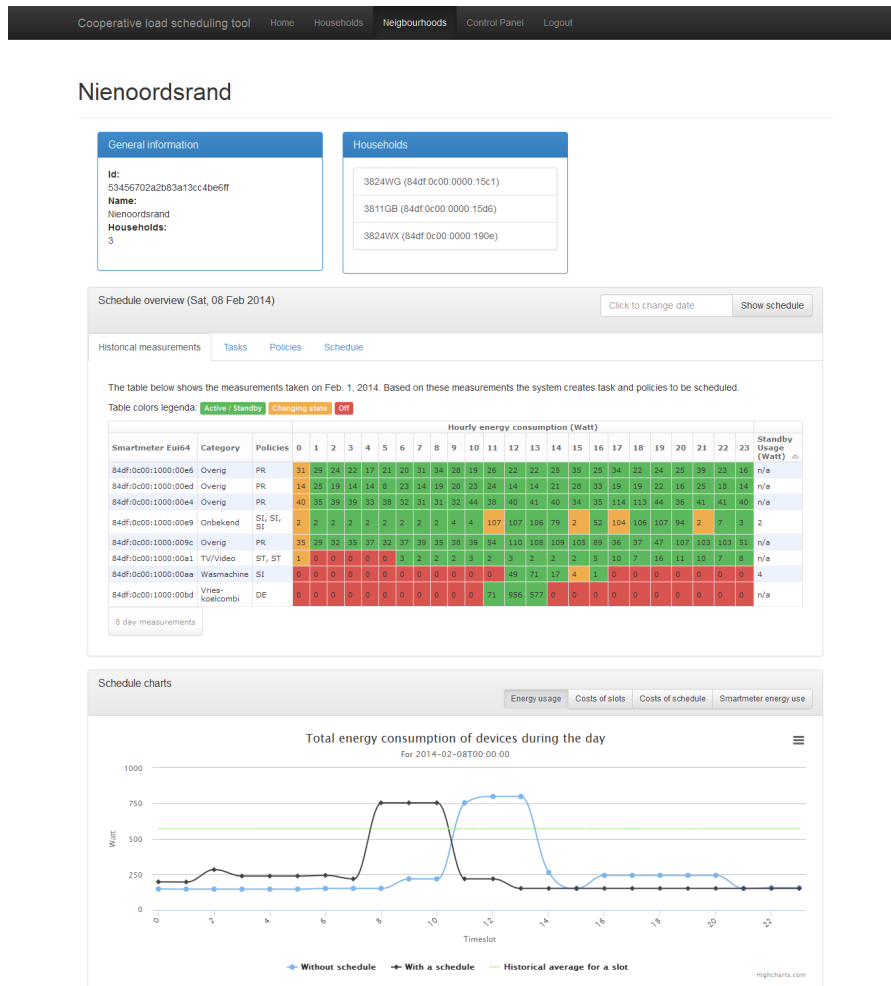 Cooperative load scheduling tool Home Households Neigbourhoods Control Panel Logout
Nienoordsrand
General information
Id:
53456702a2b83a13cc4be6ff
Name:
Nienoordsrand
Households:
3
Households
3824WG (84df:0c00:0000:15c1)
3811GB (84df:0c00:0000:15d6)
3824WX (84df:0c00:0000:190e)
Schedule overview (Sat, 08 Feb 2014) Click to change date Show schedule
Historical measurements Tasks Policies Schedule
The table below shows the measurements taken on Feb. 1, 2014. Based on these measurements the system creates task and policies to be scheduled.
Table colors legenda: Active / Standby Changing state Off
Hourly energy consumption (Watt)
Smartmeter Eui64 Category Policies 0 1 2 3 4 5 6 7 8 9 10 11 12 13 14 15 16 17 18 19 20 21 22 23 Standby Usage (Watt)
84df:0c00:1000:00e6 Overig PR 31 29 24 22 17 21 20 31 34 28 19 26 22 22 25 35 25 34 22 24 25 39 23 16 n/a
84df:0c00:1000:00ed Overig PR 14 25 19 14 14 8 23 14 19 20 23 24 14 14 21 28 33 19 19 22 16 25 18 14 n/a
84df:0c00:1000:00e4 Overig PR 40 35 39 39 33 38 32 31 31 32 44 38 40 41 40 34 35 114 113 44 36 41 41 40 n/a
84df:0c00:1000:00e9 Onbekend SI, SI, SI 2 2 2 2 2 2 2 2 2 4 4 107 107 106 79 2 52 104 106 107 94 2 7 3 2
84df:0c00:1000:009c Overig PR 35 29 32 35 37 32 37 39 35 38 39 54 110 108 109 105 89 36 37 47 107 103 103 51 n/a
84df:0c00:1000:00a1 TV/Video ST, ST 1 0 0 0 0 0 3 2 2 2 3 2 3 2 2 2 5 10 7 16 11 10 7 8 n/a
84df:0c00:1000:00aa Wasmachine SI 0 0 0 0 0 0 0 0 0 0 0 0 49 71 17 4 1 0 0 0 0 0 0 0 4
84df:0c00:1000:00bd Vries-koelcombi DE 0 0 0 0 0 0 0 0 0 0 0 71 956 577 0 0 0 0 0 0 0 0 0 0 n/a
8 day measurements
Schedule charts
Energy usage Costs of slots Costs of schedule Smartmeter energy use
Total energy consumption of devices during the day
For 2014-02-08T00:00:00
1000
750
500
250
0
Watt
0 2 4 6 8 10 12 14 16 18 20 22
Timeslot
Without schedule With a schedule Historical average for a slot
Highcharts.com